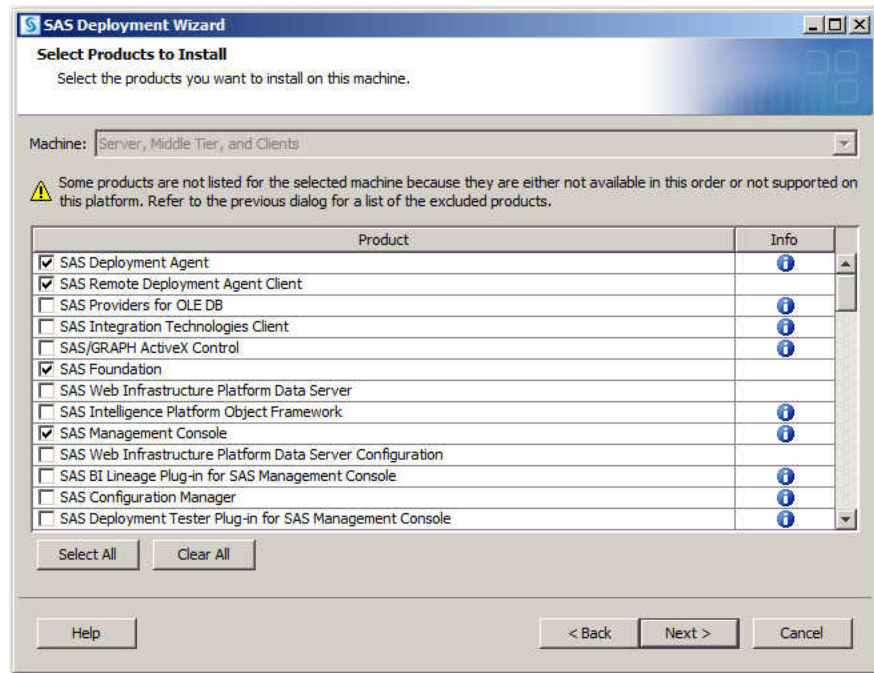 SAS Deployment Wizard
Select Products to Install
Select the products you want to install on this machine.
Machine: Server, Middle Tier, and Clients
Some products are not listed for the selected machine because they are either not available in this order or not supported on
this platform. Refer to the previous dialog for a list of the excluded products.
Product Info
SAS Deployment Agent
SAS Remote Deployment Agent Client
SAS Providers for OLE DB
SAS Integration Technologies Client
SAS/GRAPH ActiveX Control
SAS Foundation
SAS Web Infrastructure Platform Data Server
SAS Intelligence Platform Object Framework
SAS Management Console
SAS Web Infrastructure Platform Data Server Configuration
SAS BI Lineage Plug-in for SAS Management Console
SAS Configuration Manager
SAS Deployment Tester Plug-in for SAS Management Console
Select All Clear All
Help < Back Next > Cancel